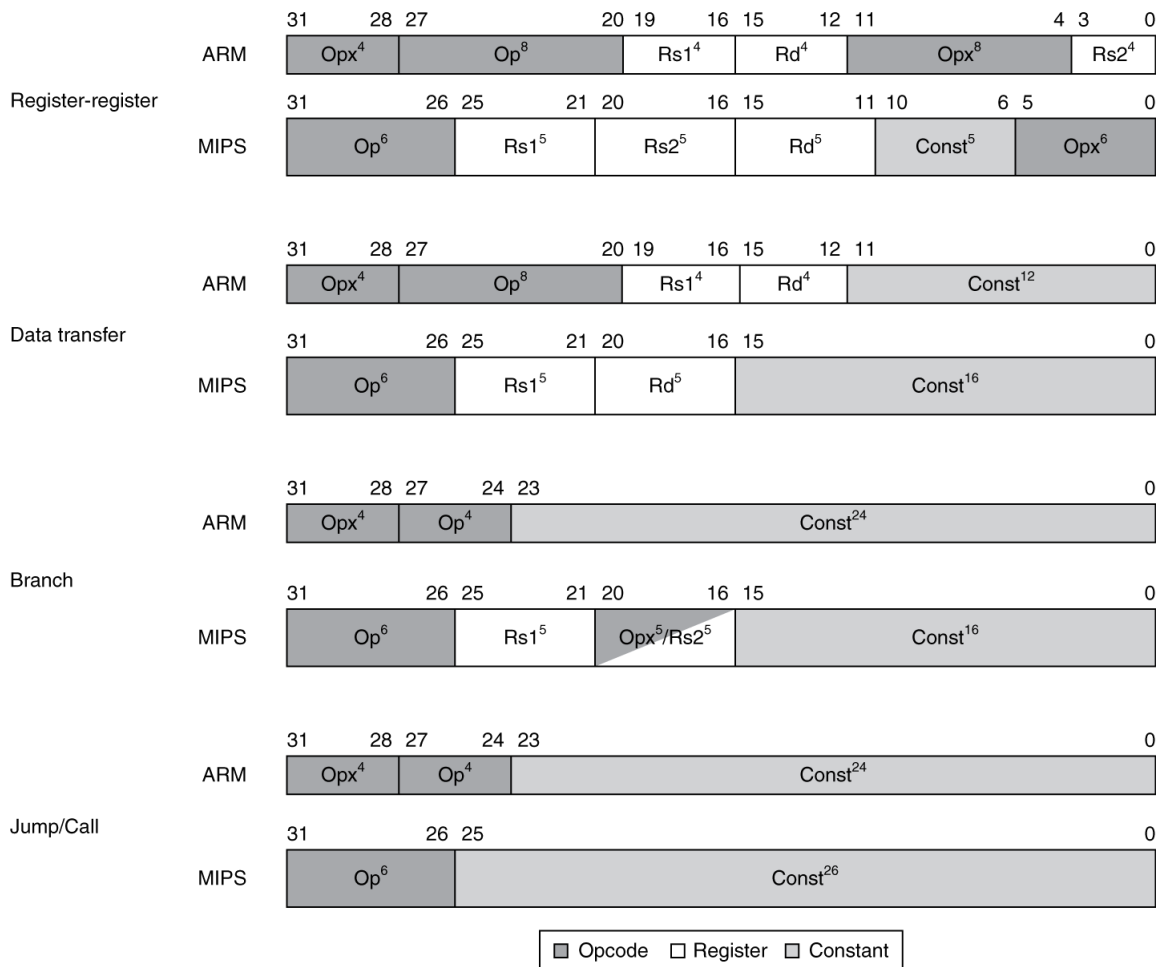 31 28 27 20 19 16 15 12 11 4 3 0
ARM Opx⁴ Op⁸ Rs1⁴ Rd⁴ Opx⁸ Rs2⁴
Register-register
31 26 25 21 20 16 15 11 10 6 5 0
MIPS Op⁶ Rs1⁵ Rs2⁵ Rd⁵ Const⁵ Opx⁶
31 28 27 20 19 16 15 12 11 0
ARM Opx⁴ Op⁸ Rs1⁴ Rd⁴ Const¹²
Data transfer
31 26 25 21 20 16 15 0
MIPS Op⁶ Rs1⁵ Rd⁵ Const¹⁶
31 28 27 24 23 0
ARM Opx⁴ Op⁴ Const²⁴
Branch
31 26 25 21 20 16 15 0
MIPS Op⁶ Rs1⁵ Opx⁵/Rs2⁵ Const¹�6
31 28 27 24 23 0
ARM Opx⁴ Op⁴ Const²⁴
Jump/Call
31 26 25 0
MIPS Op⁶ Const²⁶
Opcode Register Constant